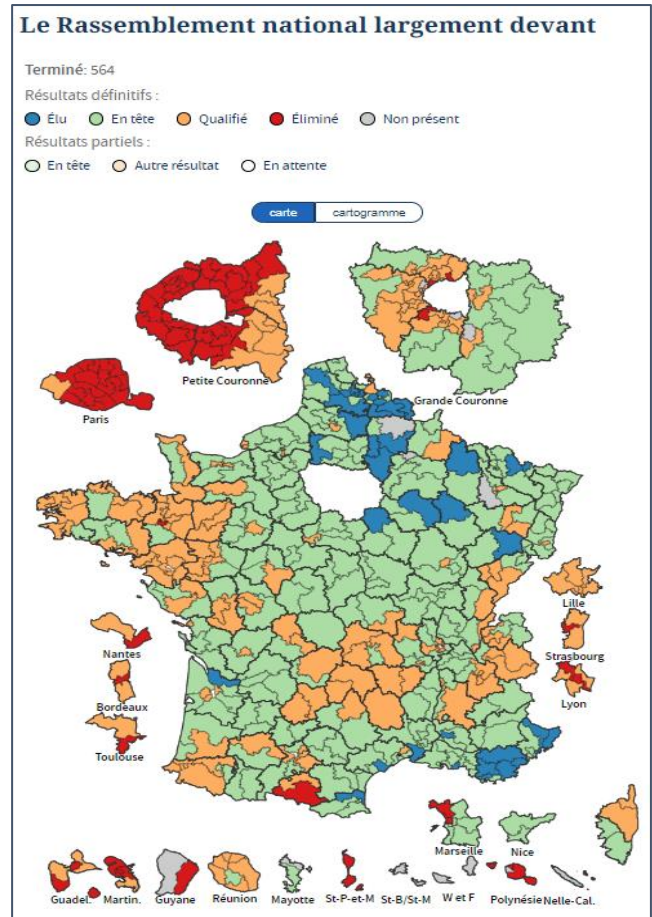 Le Rassemblement national largement devant
Terminé: 564
Résultats définitifs :
Élu En tête Qualifié Éliminé Non présent
Résultats partiels :
En tête Autre résultat En attente
carte cartogramme
Petite Couronne
Grande Couronne
Paris
Lille
Nantes
Strasbourg
Bordeaux
Lyon
Toulouse
Marseille
Nice
Guadel. Martin. Guyane Réunion Mayotte St-P-et-M St-B/St-M W et F Polynésie Nelle-Cal.